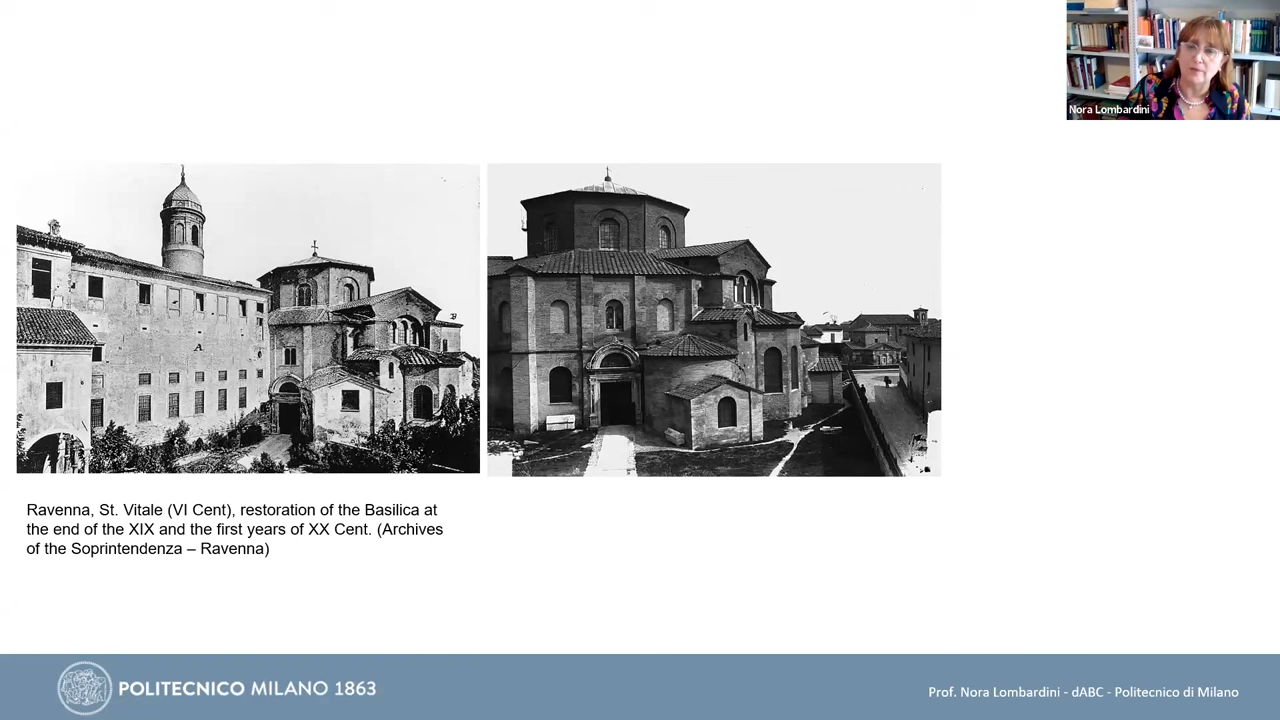 Nora Lombardini
A
B
Ravenna, St. Vitale (VI Cent), restoration of the Basilica at
the end of the XIX and the first years of XX Cent. (Archives
of the Soprintendenza – Ravenna)
POLITECNICO MILANO 1863
Prof. Nora Lombardini - dABC - Politecnico di Milano